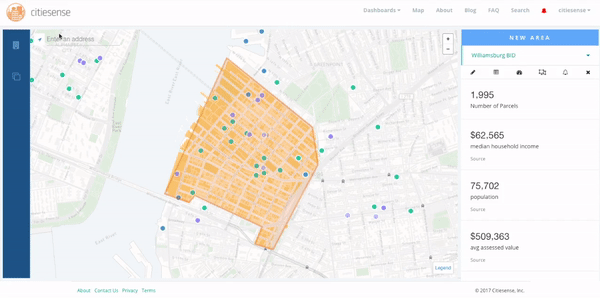 citiesense
Dashboards
Map
About
Blog
FAQ
Search
citiesense
Enter an address
+
−
NEW AREA
Williamsburg BID
1,995
Number of Parcels
$62,565
median household income
Source
75,702
population
Source
$509,363
avg assessed value
Source
Legend
About Contact Us Privacy Terms
© 2017 Citiesense, Inc.